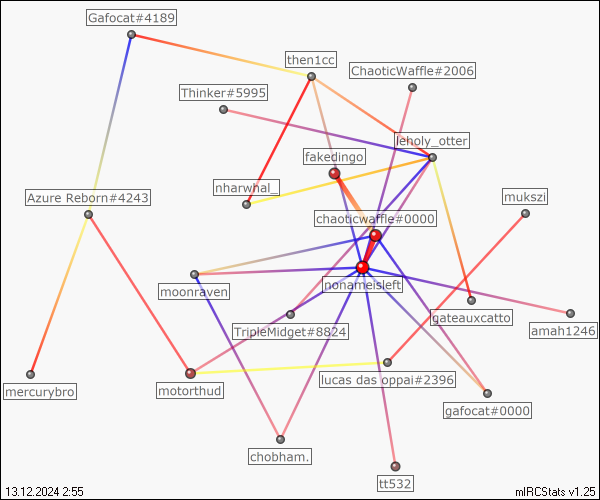 Gafocat#4189
then1cc
ChaoticWaffle#2006
Thinker#5995
leholy_otter
fakedingo
nharwhal_
Azure Reborn#4243
mukszi
chaoticwaffle#0000
nonameisleft
moonraven
gateauxcatto
TripleMidget#8824
amah1246
lucas das oppai#2396
motorthud
mercurybro
gafocat#0000
chobham.
tt532
13.12.2024 2:55
mIRCStats v1.25